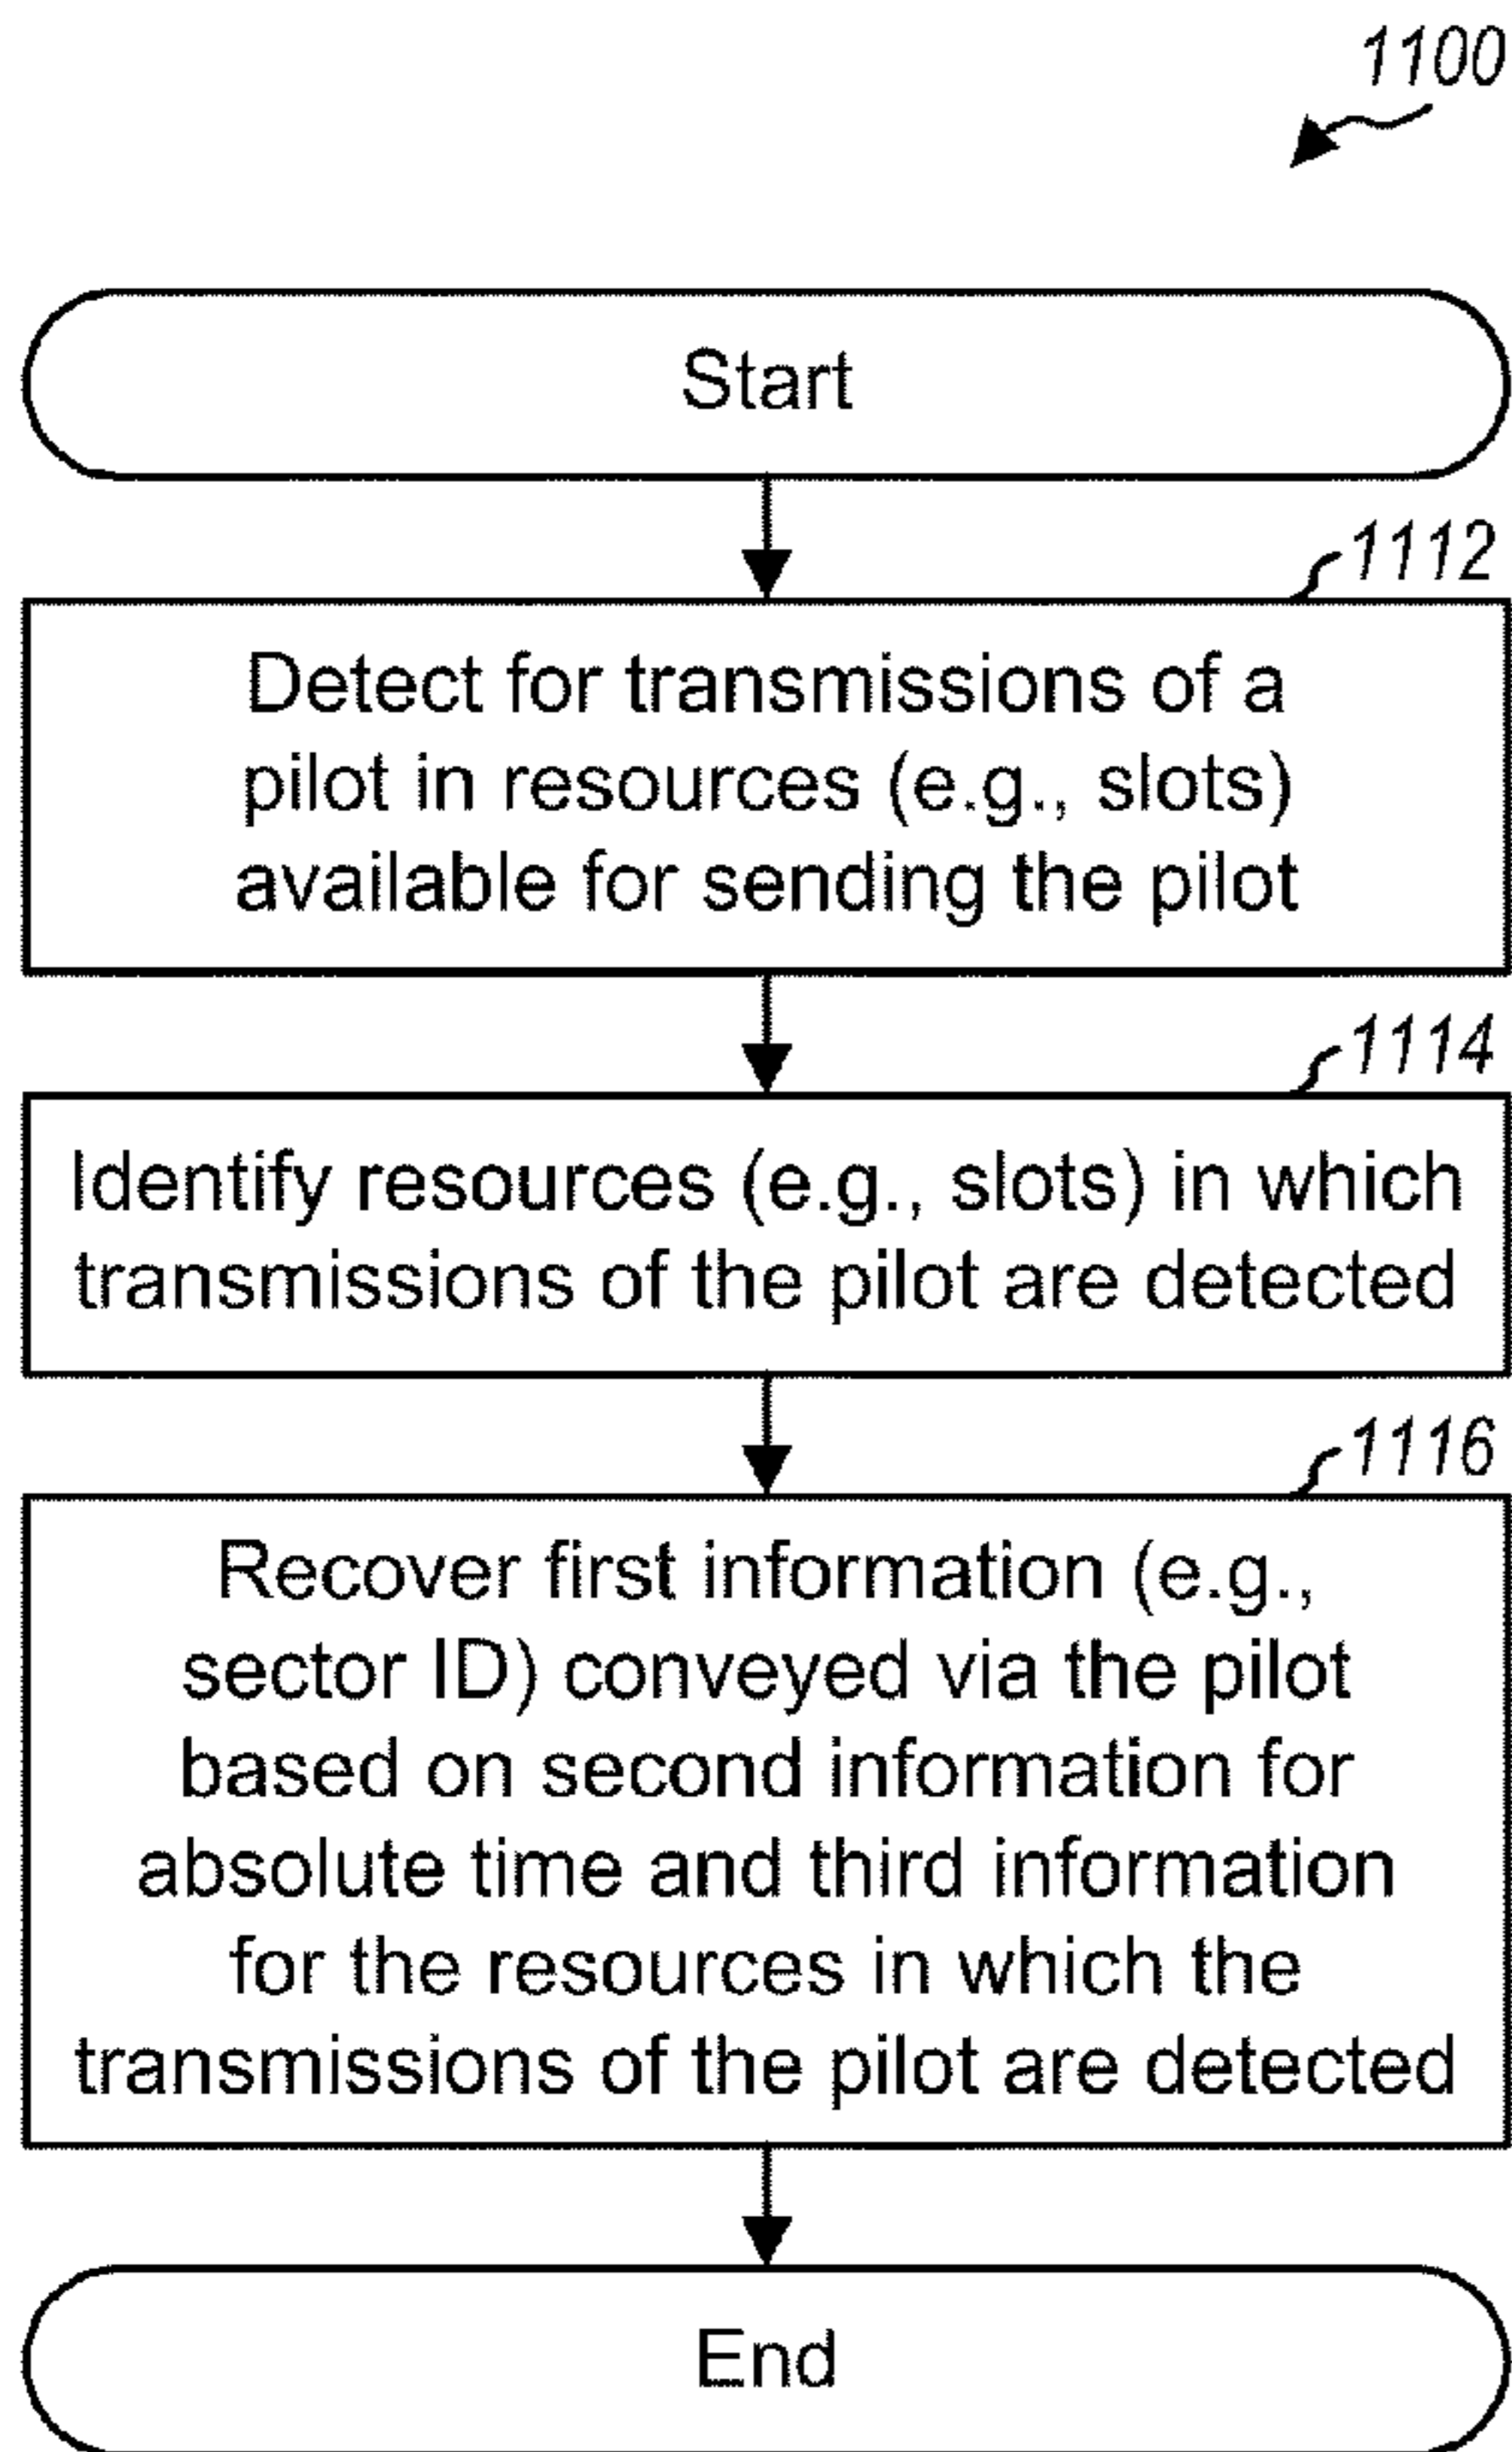 1100
Start
1112
Detect for transmissions of a
pilot in resources (e.g., slots)
available for sending the pilot
1114
Identify resources (e.g., slots) in which
transmissions of the pilot are detected
1116
Recover first information (e.g.,
sector ID) conveyed via the pilot
based on second information for
absolute time and third information
for the resources in which the
transmissions of the pilot are detected
End